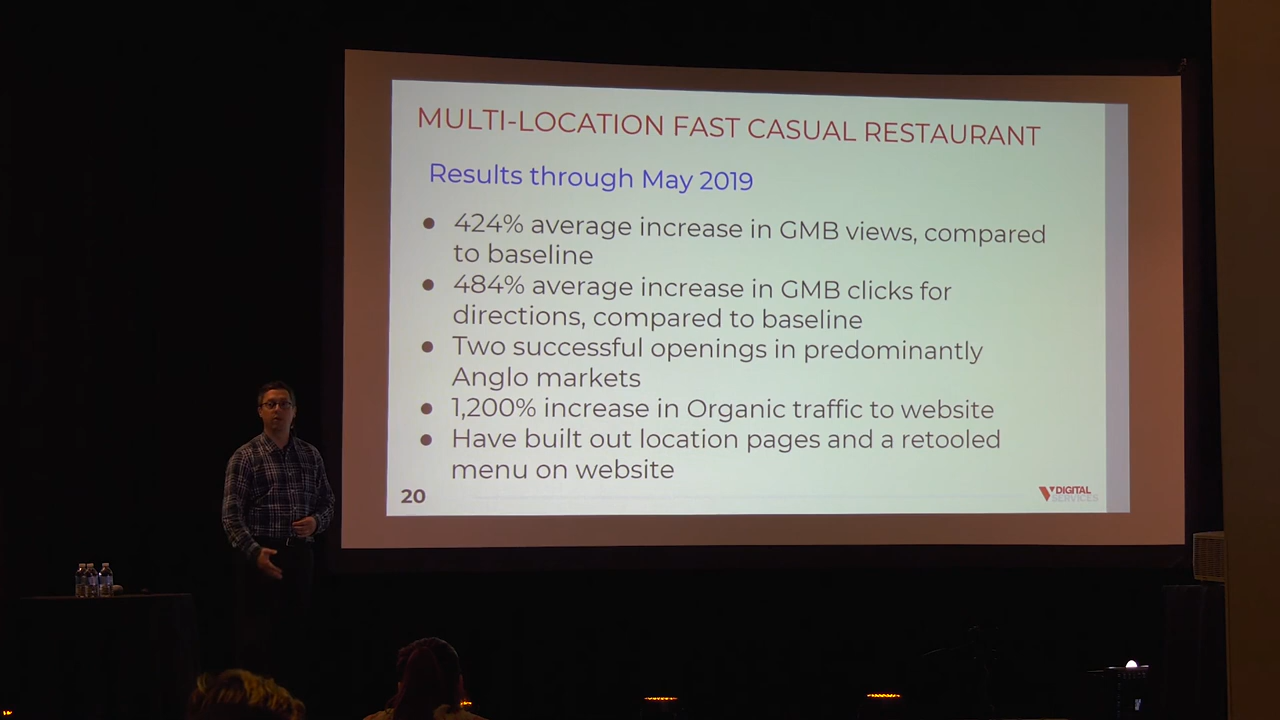 MULTI-LOCATION FAST CASUAL RESTAURANT
Results through May 2019
● 424% average increase in GMB views, compared
to baseline
● 484% average increase in GMB clicks for
directions, compared to baseline
● Two successful openings in predominantly
Anglo markets
● 1,200% increase in Organic traffic to website
● Have built out location pages and a retooled
menu on website
20
DIGITAL
SERVICES